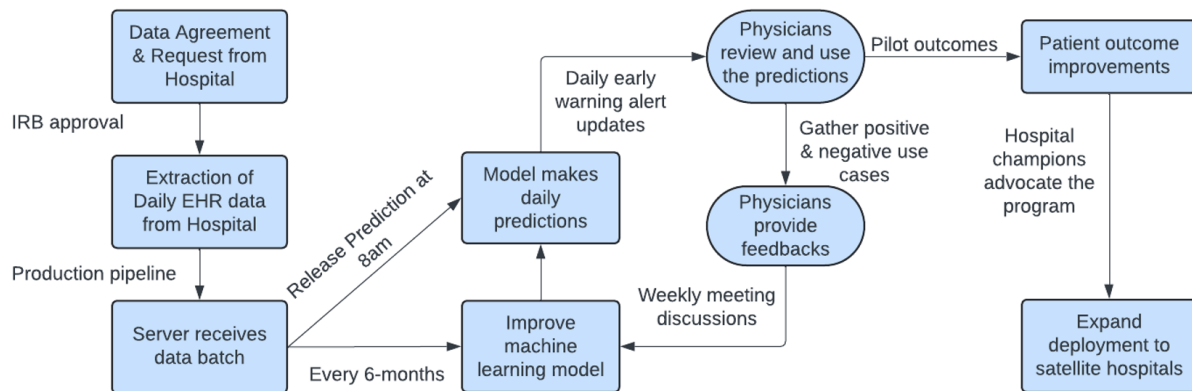 Data Agreement
& Request from
Hospital
IRB approval
Extraction of
Daily EHR data
from Hospital
Production pipeline
Server receives
data batch
Release Prediction at
8am
Every 6-months
Model makes
daily
predictions
Improve
machine
learning model
Daily early
warning alert
updates
Physicians
review and use
the predictions
Gather positive
& negative use
cases
Physicians
provide
feedbacks
Weekly meeting
discussions
Pilot outcomes
Patient outcome
improvements
Hospital
champions
advocate the
program
Expand
deployment to
satellite hospitals